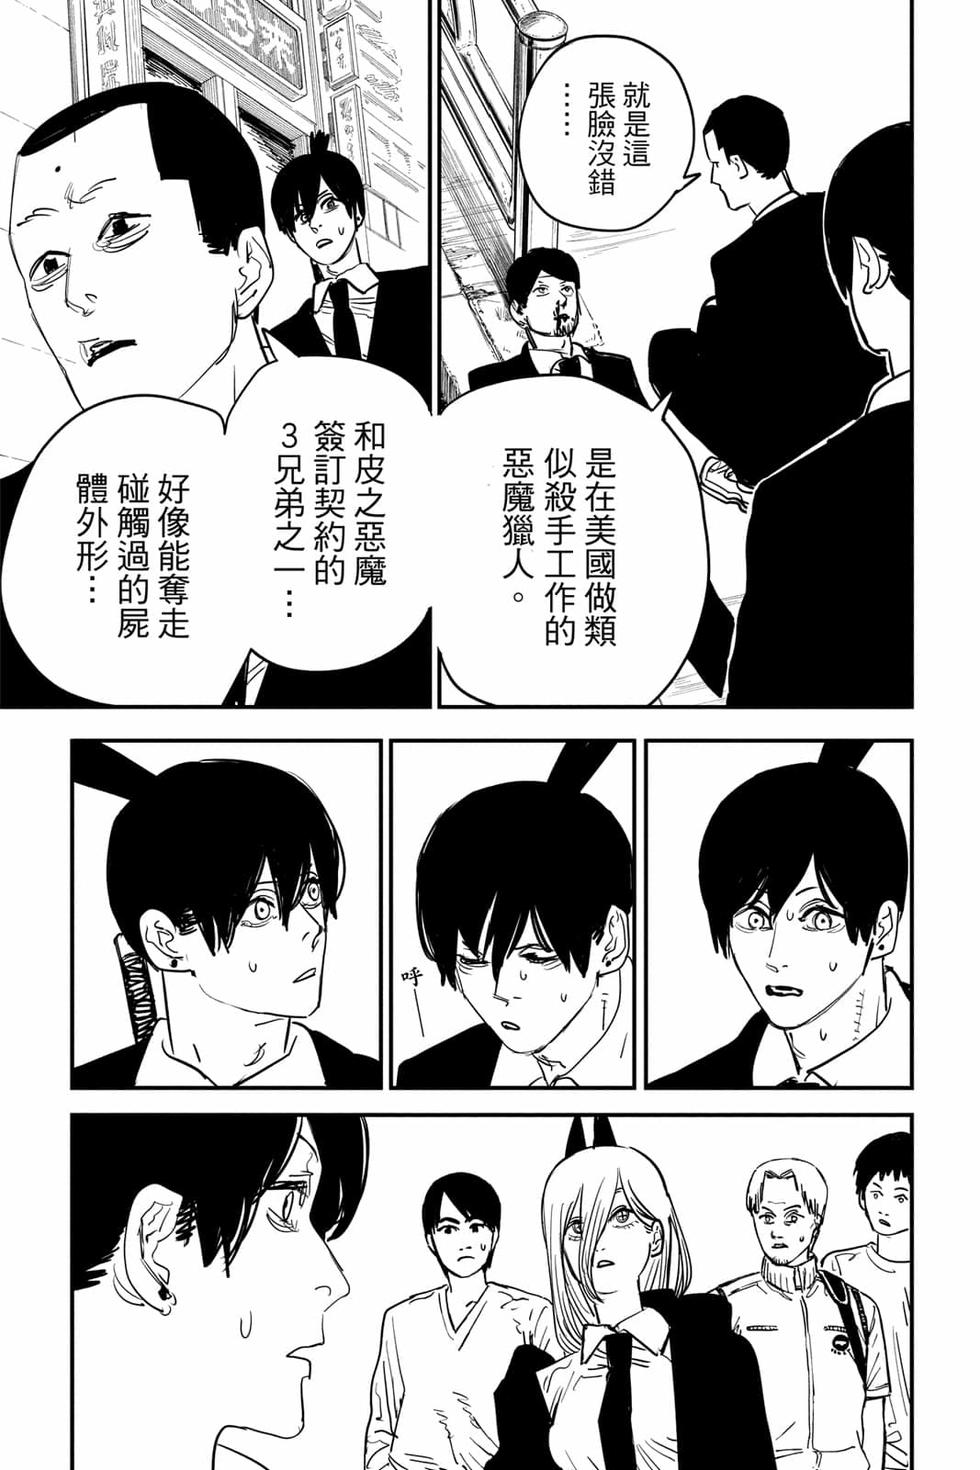 就是這
張臉沒錯
……
是在美國做類
似殺手工作的
惡魔獵人。
和皮之惡魔
簽訂契約的
3兄弟之一…
好像能奪走
碰觸過的屍
體外形…
呼